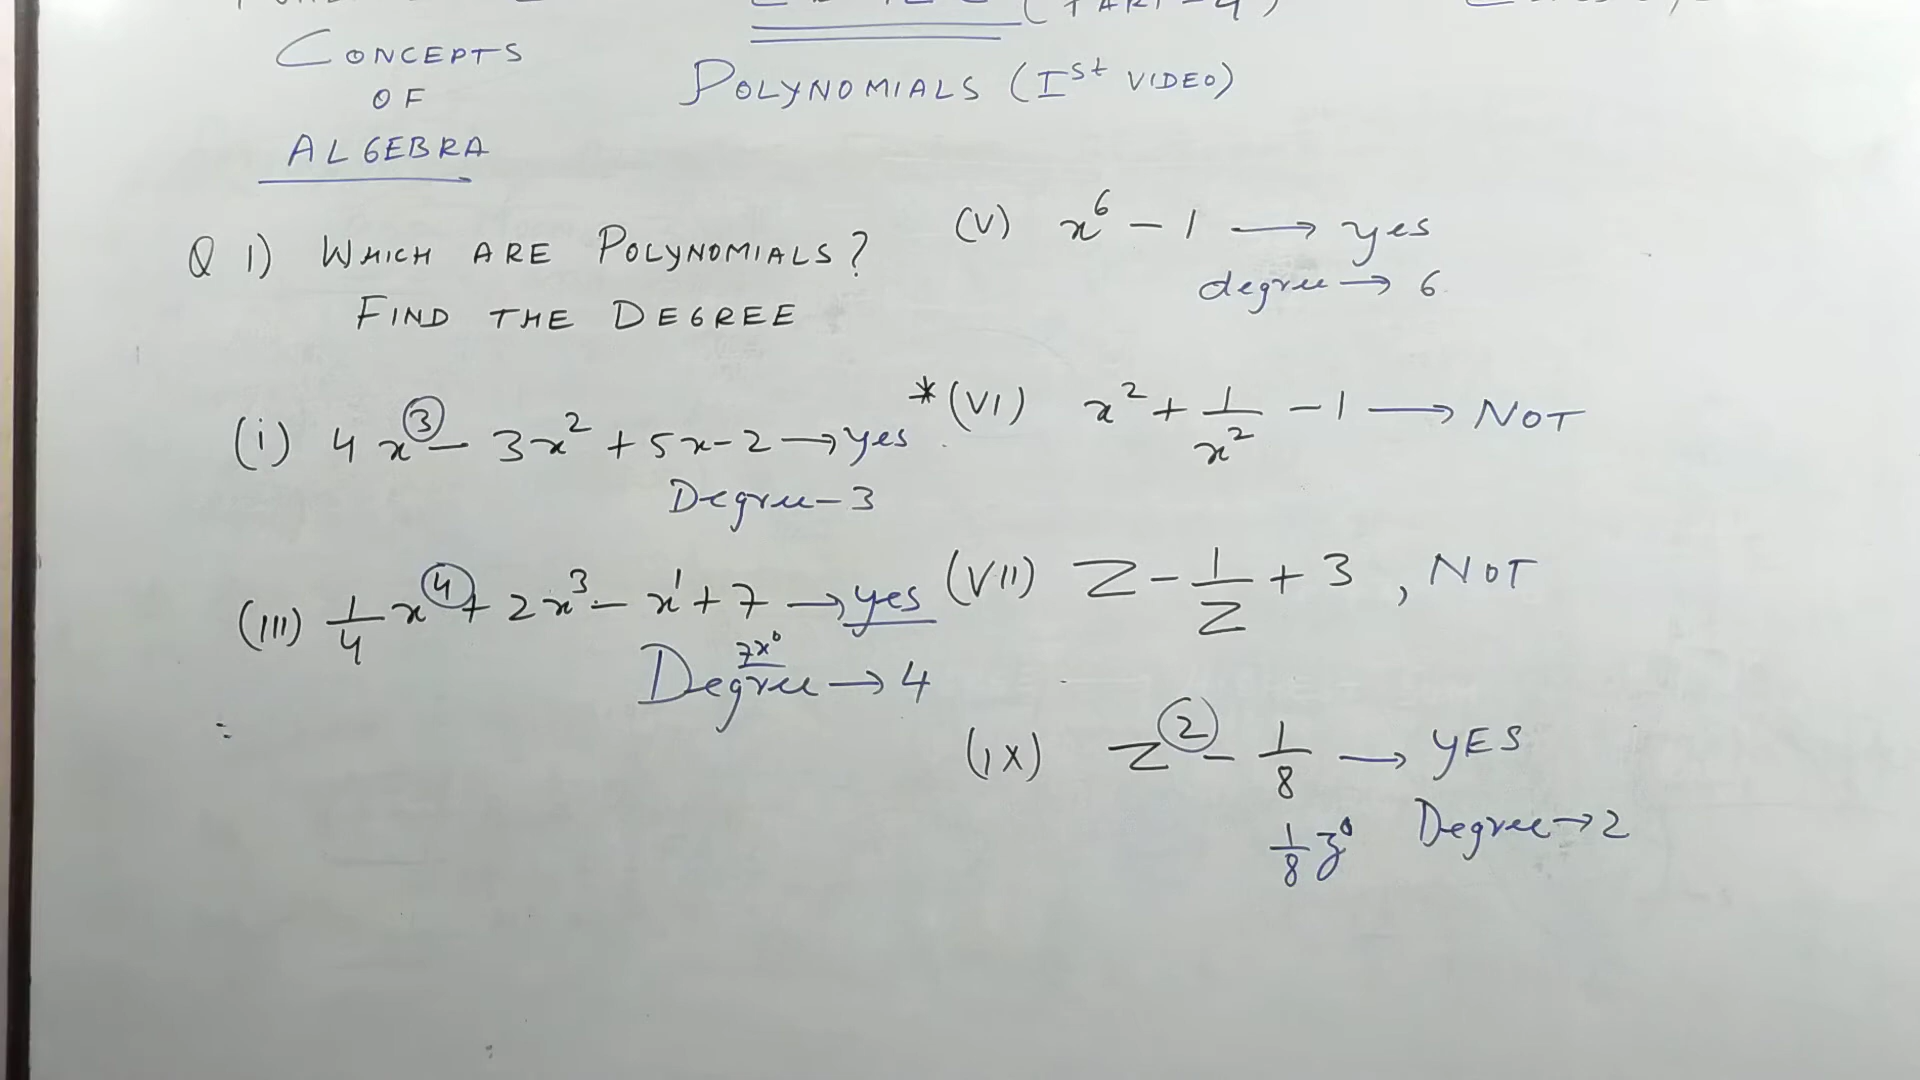 CONCEPTS
OF
ALGEBRA
(PART-4)
POLYNOMIALS (Ist VIDEO)
Q 1) WHICH ARE POLYNOMIALS?
FIND THE DEGREE
(i) 4x³ - 3x² + 5x - 2 → yes
Degree - 3
(III) 1/4 x⁴ + 2x³ - x¹ + 7 → yes
7x⁰
Degree → 4
(V) x⁶ - 1 → yes
degree → 6
*(VI) x² + 1/x² - 1 → NOT
(VII) Z - 1/Z + 3 , NOT
(IX) Z² - 1/8 → YES
1/8 z⁰ Degree → 2